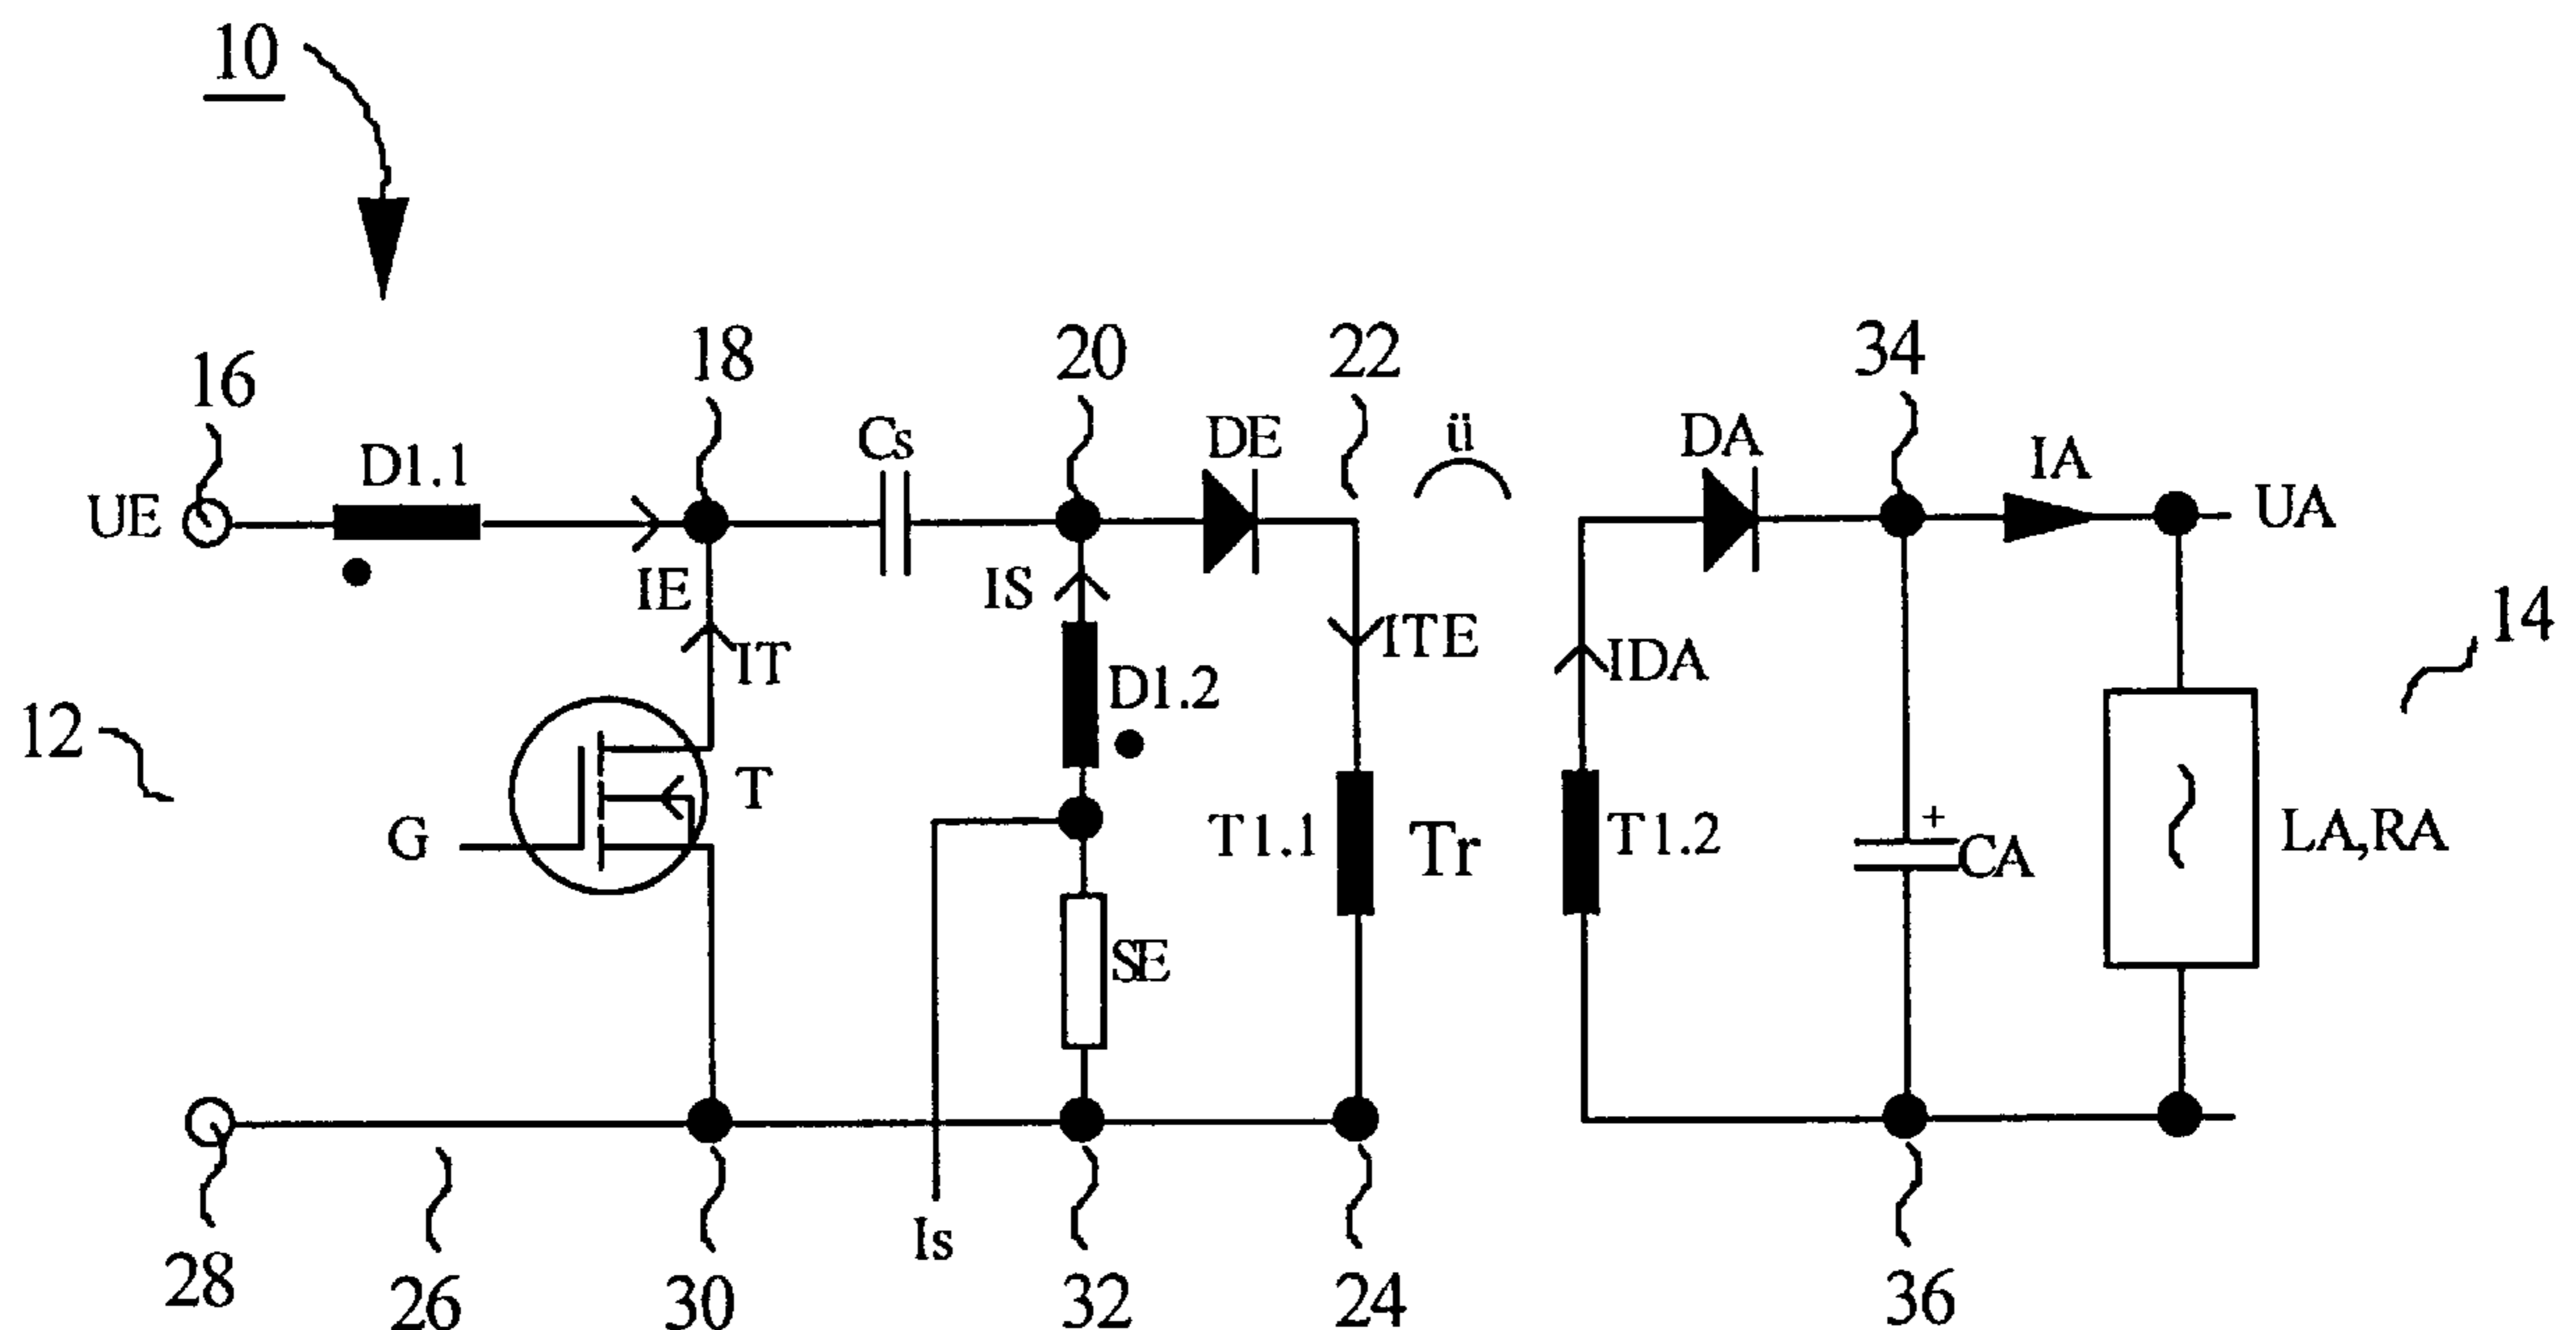 10
16
18
20
22
34
UE
D1.1
Cs
DE
ü
DA
IA
UA
IE
IS
IT
ITE
IDA
14
12
D1.2
T
G
T1.1
Tr
T1.2
+
CA
LA,RA
SE
Is
28
26
30
32
24
36